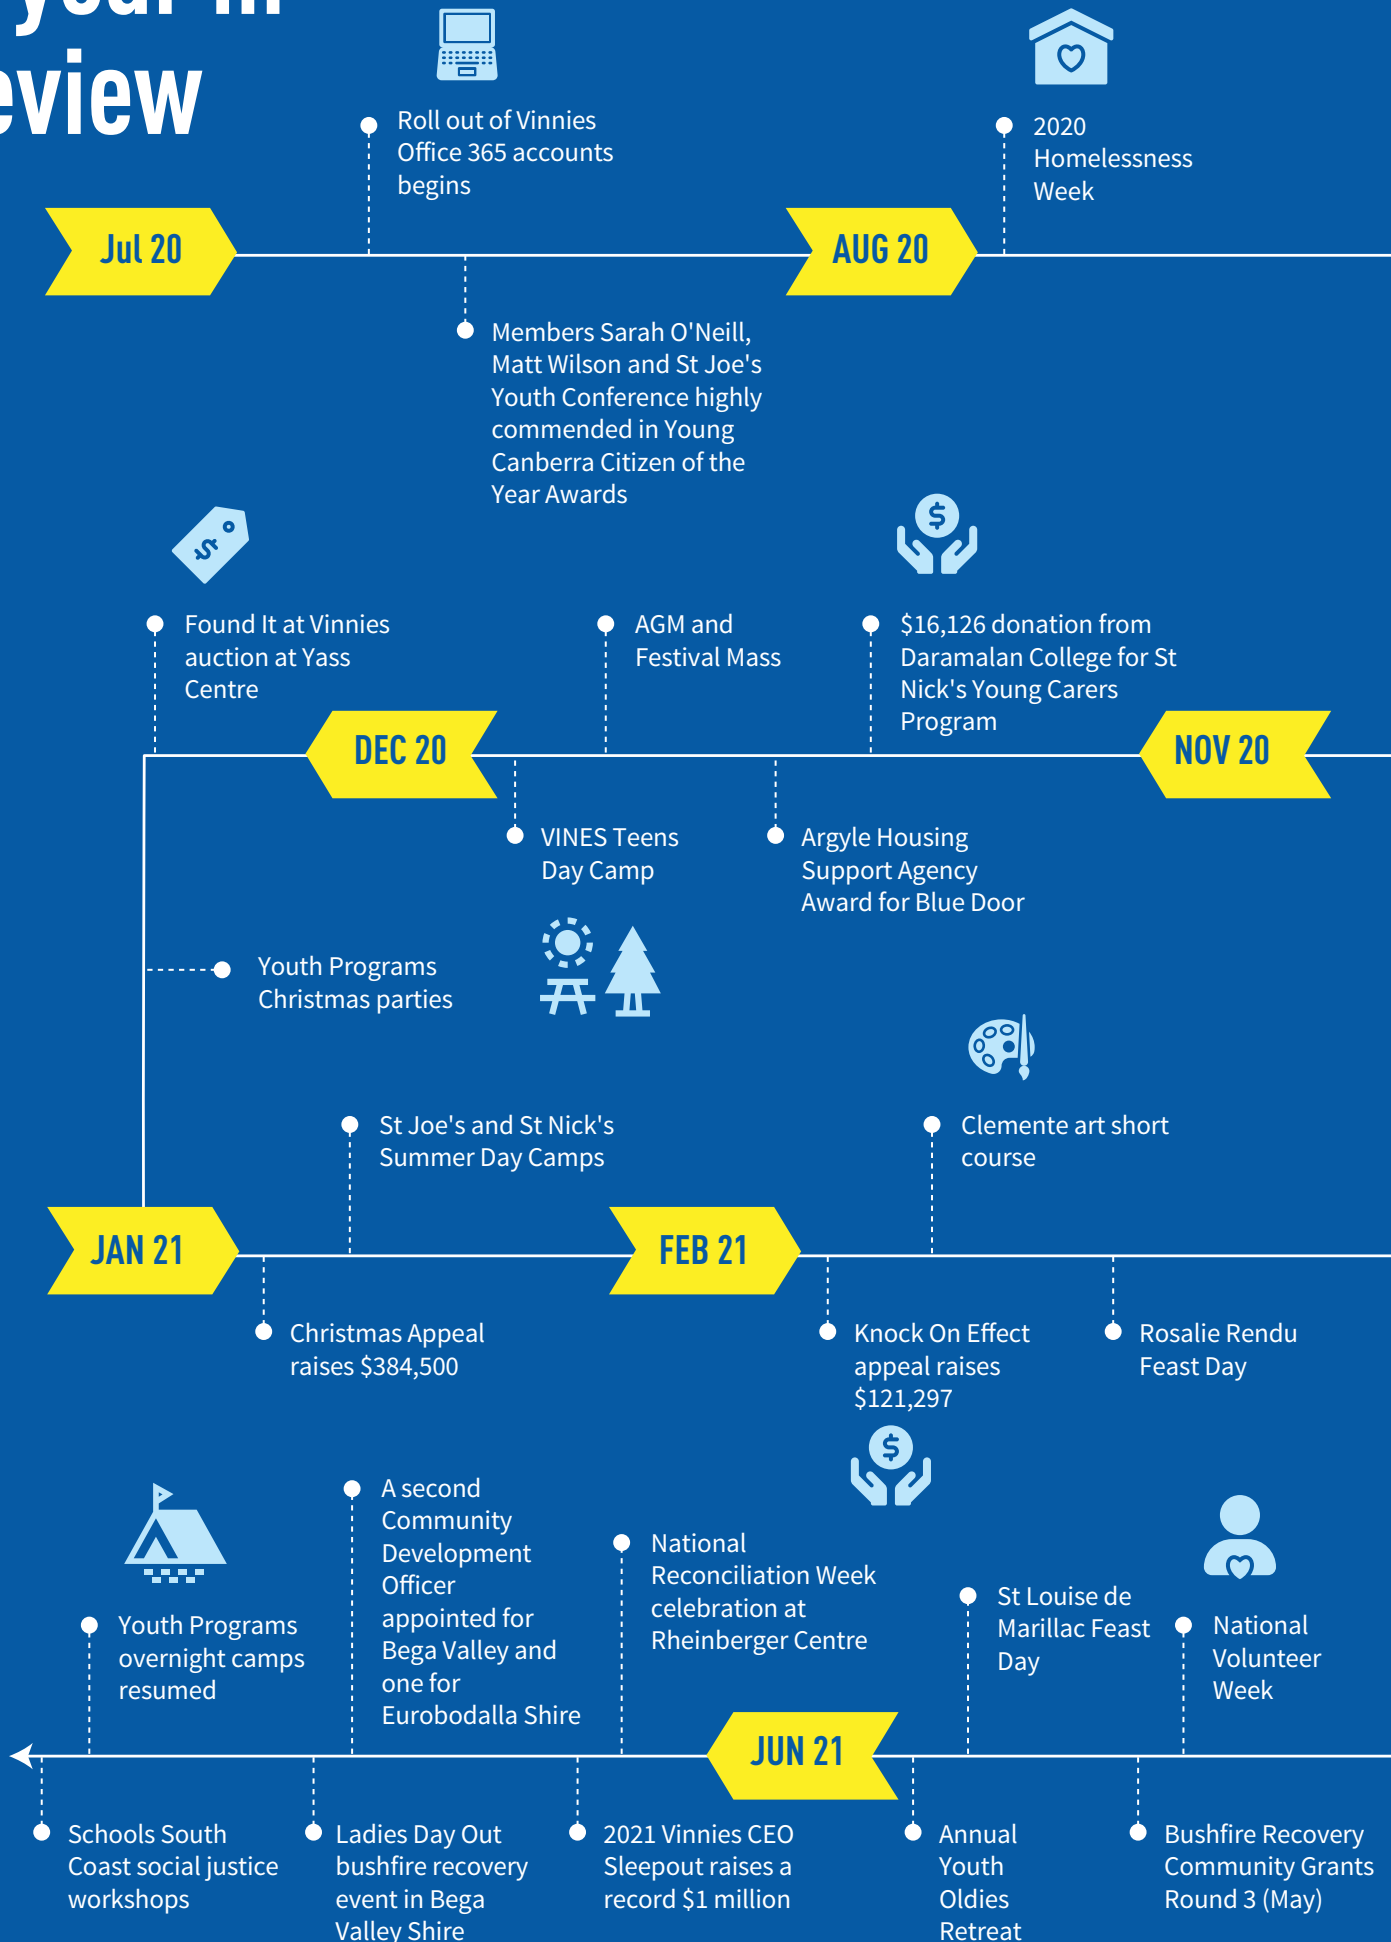 eview
Roll out of Vinnies
Office 365 accounts
begins
2020
Homelessness
Week
Jul 20
AUG 20
Members Sarah O'Neill,
Matt Wilson and St Joe's
Youth Conference highly
commended in Young
Canberra Citizen of the
Year Awards
Found It at Vinnies
auction at Yass
Centre
AGM and
Festival Mass
$16,126 donation from
Daramalan College for St
Nick's Young Carers
Program
DEC 20
NOV 20
VINES Teens
Day Camp
Argyle Housing
Support Agency
Award for Blue Door
Youth Programs
Christmas parties
St Joe's and St Nick's
Summer Day Camps
Clemente art short
course
JAN 21
FEB 21
Christmas Appeal
raises $384,500
Knock On Effect
appeal raises
$121,297
Rosalie Rendu
Feast Day
Youth Programs
overnight camps
resumed
A second
Community
Development
Officer
appointed for
Bega Valley and
one for
Eurobodalla Shire
National
Reconciliation Week
celebration at
Rheinberger Centre
St Louise de
Marillac Feast
Day
National
Volunteer
Week
JUN 21
Schools South
Coast social justice
workshops
Ladies Day Out
bushfire recovery
event in Bega
Valley Shire
2021 Vinnies CEO
Sleepout raises a
record $1 million
Annual
Youth
Oldies
Retreat
Bushfire Recovery
Community Grants
Round 3 (May)